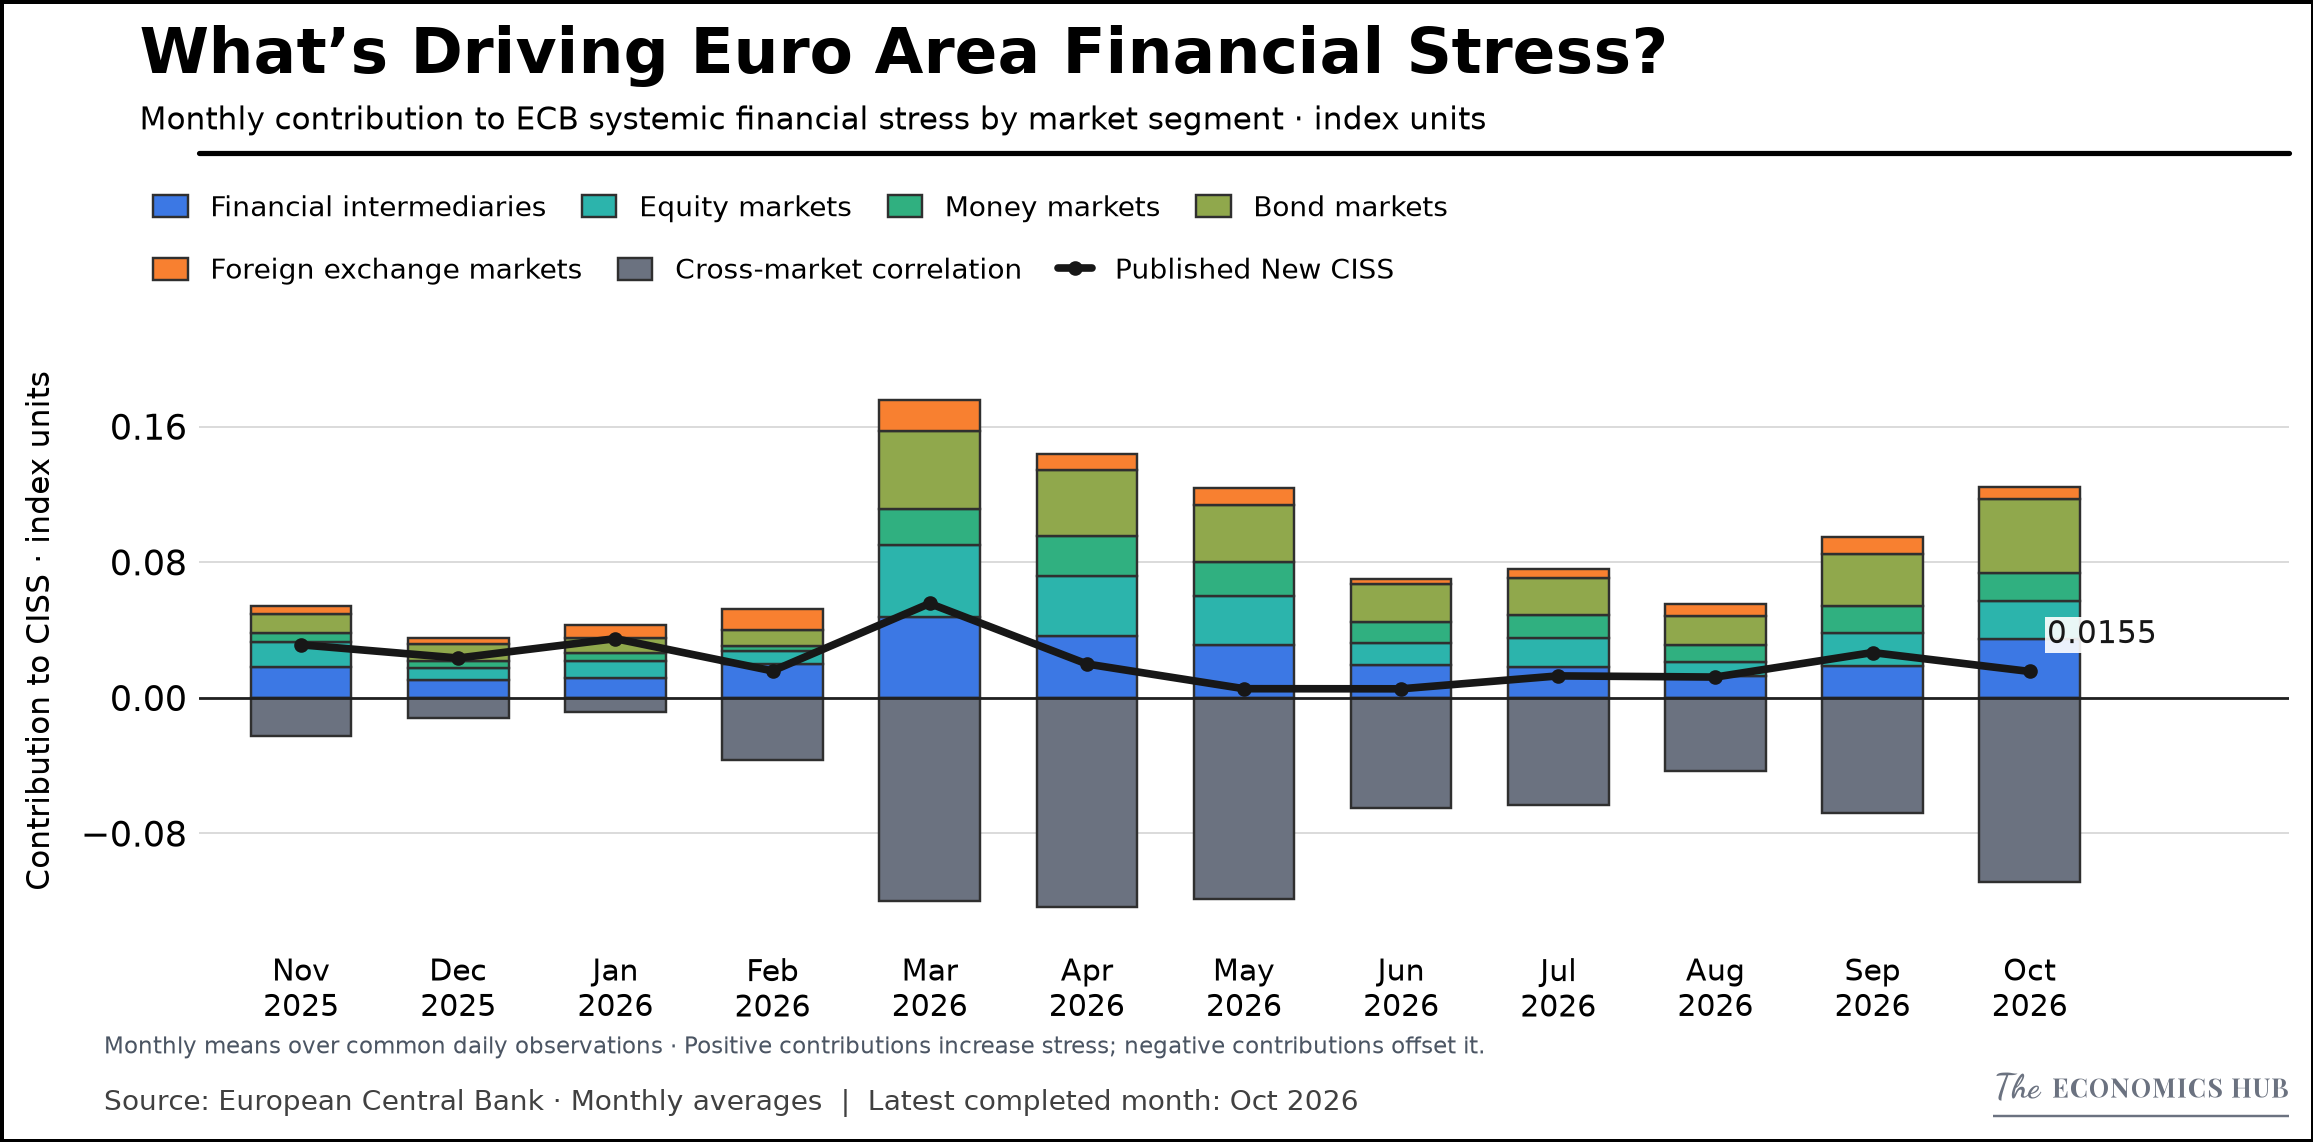 What’s Driving Euro Area Financial Stress?
Monthly contribution to ECB systemic financial stress by market segment · index units
Financial intermediaries Equity markets Money markets Bond markets
Foreign exchange markets Cross-market correlation Published New CISS
Contribution to CISS · index units
0.16
0.08
0.00
−0.08
0.0155
Nov Dec Jan Feb Mar Apr May Jun Jul Aug Sep Oct
2025 2025 2026 2026 2026 2026 2026 2026 2026 2026 2026 2026
Monthly means over common daily observations · Positive contributions increase stress; negative contributions offset it.
Source: European Central Bank · Monthly averages | Latest completed month: Oct 2026
The ECONOMICS HUB